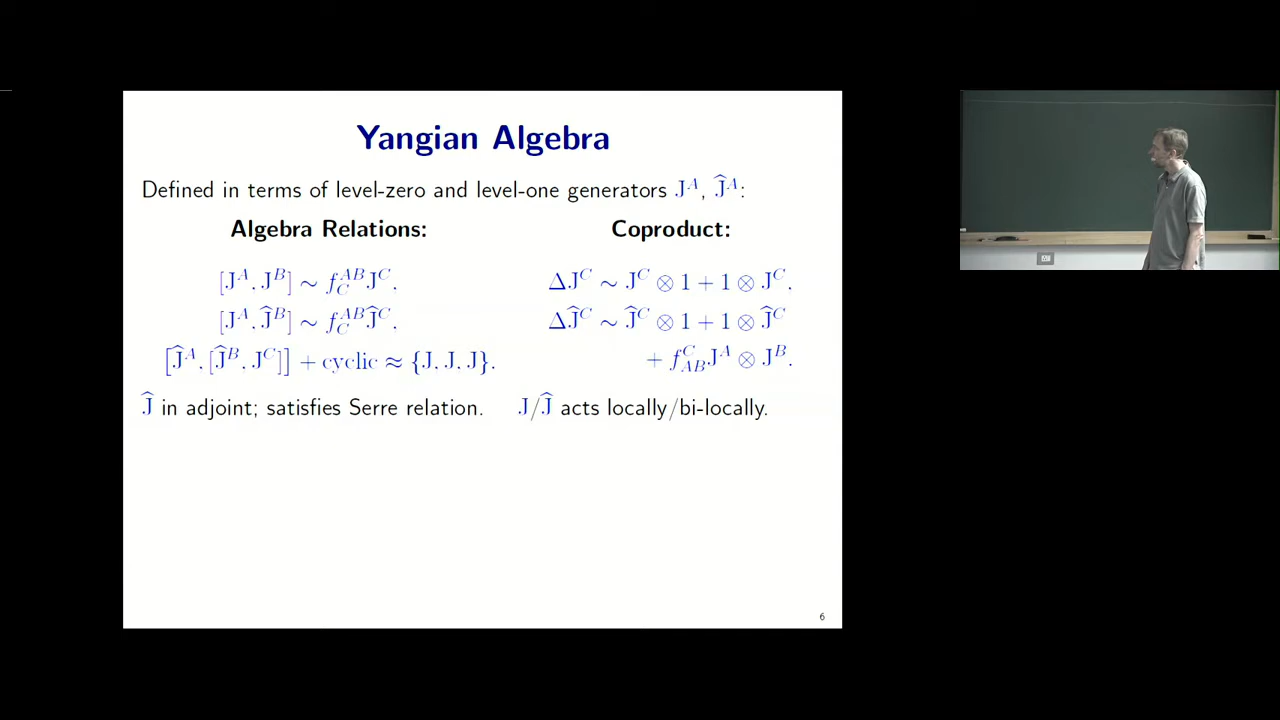 Yangian Algebra
Defined in terms of level-zero and level-one generators J^A, Ĵ^A:
Algebra Relations:
[J^A, J^B] ∼ f^{AB}_C J^C.
[J^A, Ĵ^B] ∼ f^{AB}_C Ĵ^C.
[Ĵ^A, [Ĵ^B, J^C]] + cyclic ≈ {J, J, J}.
Ĵ in adjoint; satisfies Serre relation.
Coproduct:
ΔJ^C ∼ J^C ⊗ 1 + 1 ⊗ J^C.
ΔĴ^C ∼ Ĵ^C ⊗ 1 + 1 ⊗ Ĵ^C
+ f^C_{AB} J^A ⊗ J^B.
J/Ĵ acts locally/bi-locally.
6